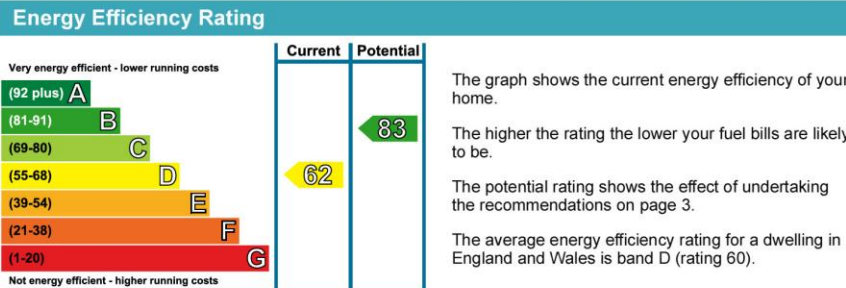 Energy Efficiency Rating
Current Potential
Very energy efficient - lower running costs
(92 plus) A
(81-91) B
(69-80) C
(55-68) D
(39-54) E
(21-38) F
(1-20) G
Not energy efficient - higher running costs
83
62
The graph shows the current energy efficiency of your
home.
The higher the rating the lower your fuel bills are likely
to be.
The potential rating shows the effect of undertaking
the recommendations on page 3.
The average energy efficiency rating for a dwelling in
England and Wales is band D (rating 60).